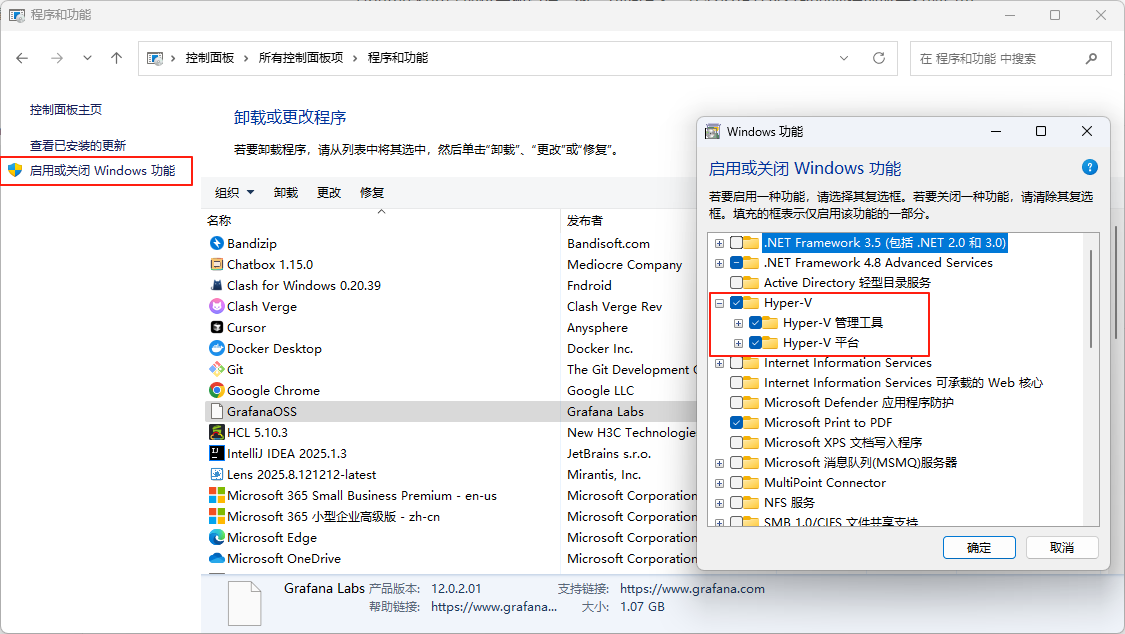 程序和功能
控制面板 › 所有控制面板项 › 程序和功能
在 程序和功能 中搜索
控制面板主页
查看已安装的更新
启用或关闭 Windows 功能
卸载或更改程序
若要卸载程序，请从列表中将其选中，然后单击“卸载”、“更改”或“修复”。
组织 卸载 更改 修复
名称 发布者
Bandizip Bandisoft.com
Chatbox 1.15.0 Mediocre Company
Clash for Windows 0.20.39 Fndroid
Clash Verge Clash Verge Rev
Cursor Anysphere
Docker Desktop Docker Inc.
Git The Git Development
Google Chrome Google LLC
GrafanaOSS Grafana Labs
HCL 5.10.3 New H3C Technologie
IntelliJ IDEA 2025.1.3 JetBrains s.r.o.
Lens 2025.8.121212-latest Mirantis, Inc.
Microsoft 365 Small Business Premium - en-us Microsoft Corporation
Microsoft 365 小型企业高级版 - zh-cn Microsoft Corporation
Microsoft Edge Microsoft Corporation
Microsoft OneDrive Microsoft Corporation
Grafana Labs 产品版本: 12.0.2.01 支持链接: https://www.grafana.com
帮助链接: https://www.grafana... 大小: 1.07 GB
Windows 功能
启用或关闭 Windows 功能
若要启用一种功能，请选择其复选框。若要关闭一种功能，请清除其复选
框。填充的框表示仅启用该功能的一部分。
.NET Framework 3.5 (包括 .NET 2.0 和 3.0)
.NET Framework 4.8 Advanced Services
Active Directory 轻型目录服务
Hyper-V
Hyper-V 管理工具
Hyper-V 平台
Internet Information Services
Internet Information Services 可承载的 Web 核心
Microsoft Defender 应用程序防护
Microsoft Print to PDF
Microsoft XPS 文档写入程序
Microsoft 消息队列(MSMQ)服务器
MultiPoint Connector
NFS 服务
SMB 1.0/CIFS 文件共享支持
确定 取消